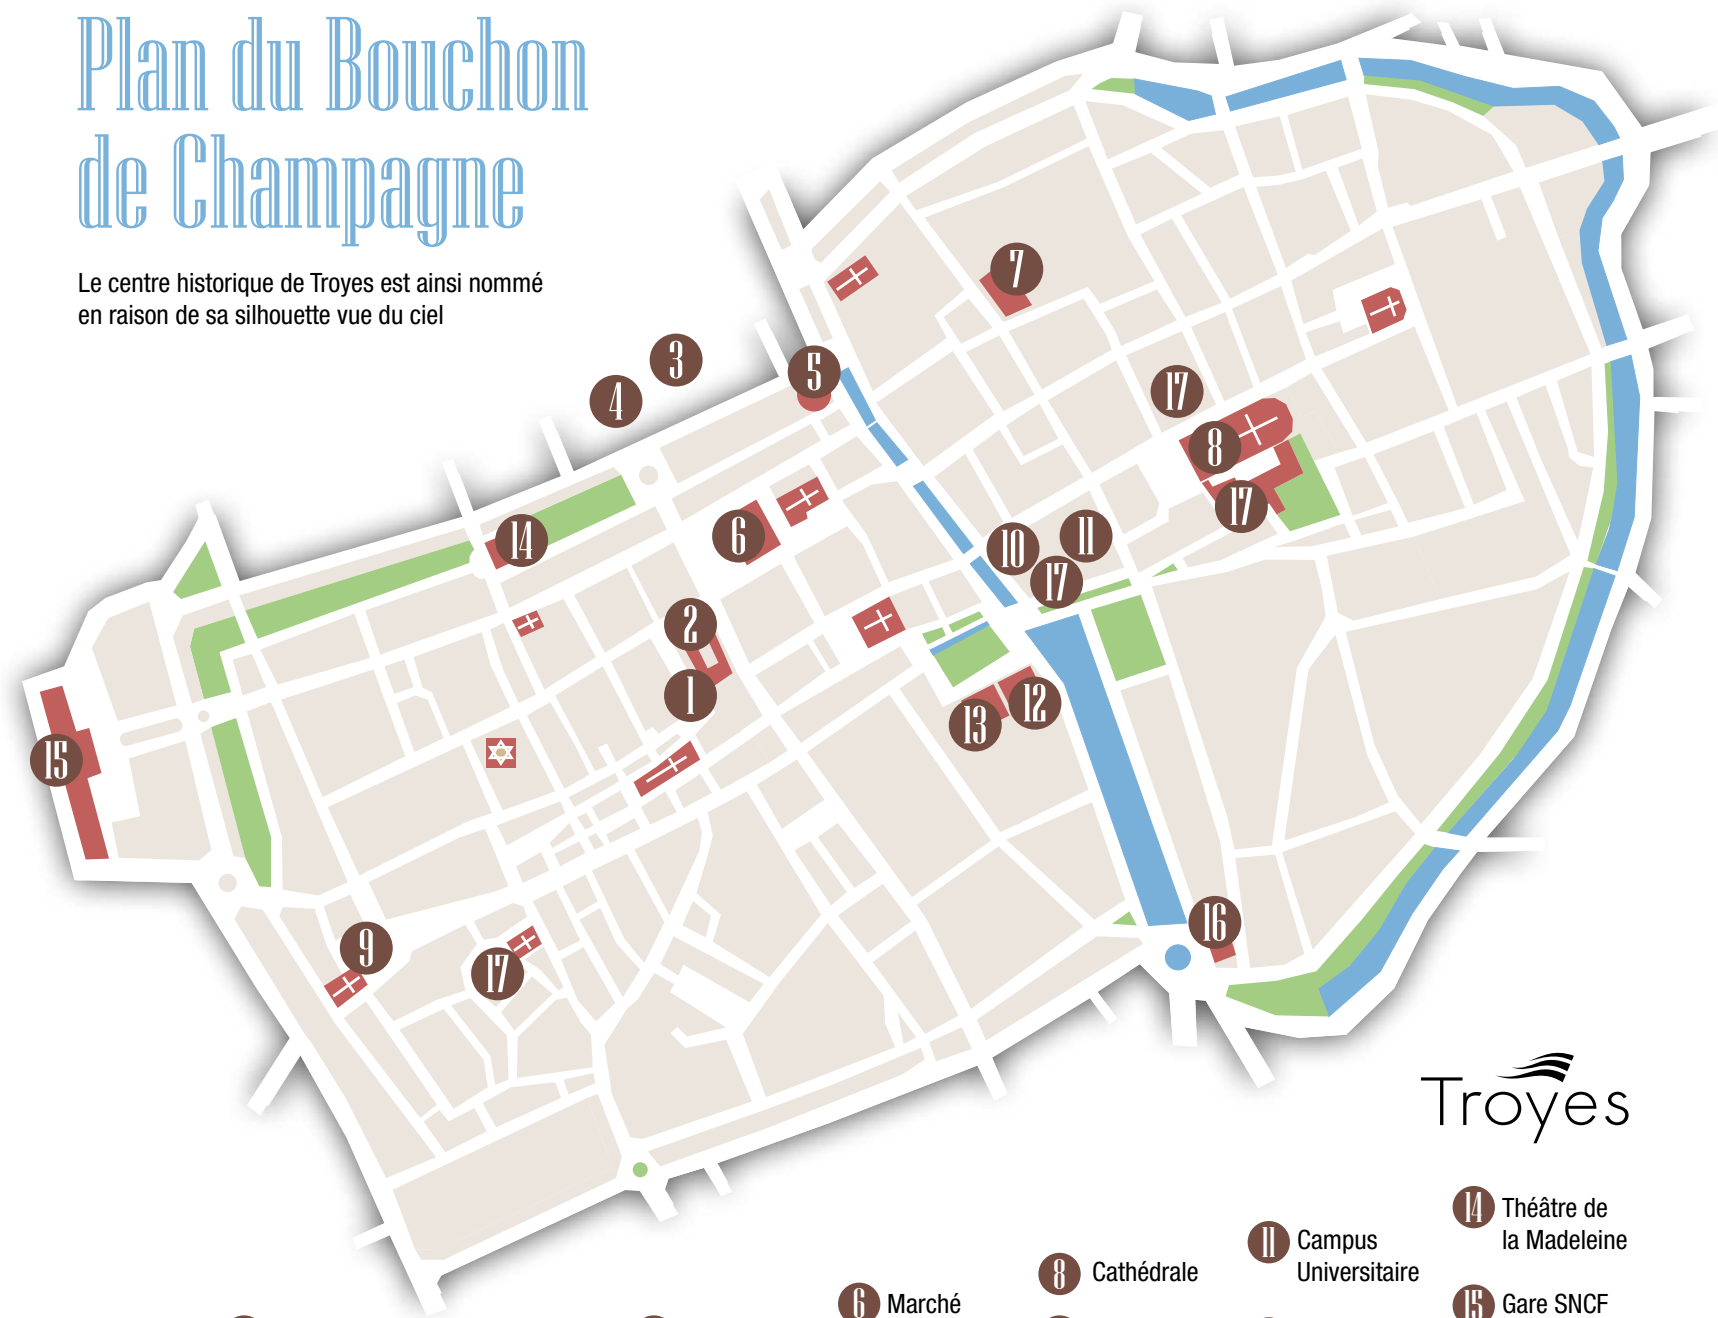 Plan du Bouchon
de Champagne
Le centre historique de Troyes est ainsi nommé
en raison de sa silhouette vue du ciel
7
3
5
4
17
8
17
14
6
10
11
17
2
1
12
13
15
16
9
17
Troyes
14 Théâtre de
la Madeleine
11 Campus
Universitaire
8 Cathédrale
6 Marché
15 Gare SNCF